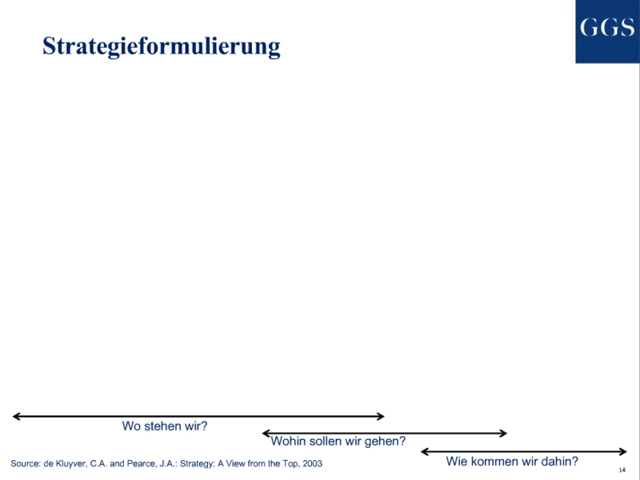 Strategieformulierung
GGS
Wo stehen wir?
Wohin sollen wir gehen?
Wie kommen wir dahin?
Source: de Kluyver, C.A. and Pearce, J.A.: Strategy: A View from the Top, 2003
14